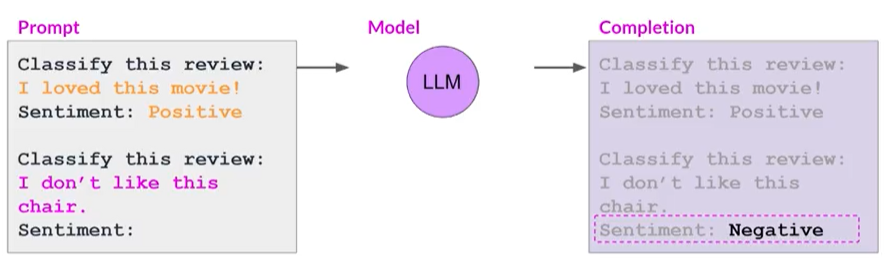 Prompt
Classify this review:
I loved this movie!
Sentiment: Positive
Classify this review:
I don't like this
chair.
Sentiment:
Model
LLM
Completion
Classify this review:
I loved this movie!
Sentiment: Positive
Classify this review:
I don't like this
chair.
Sentiment: Negative